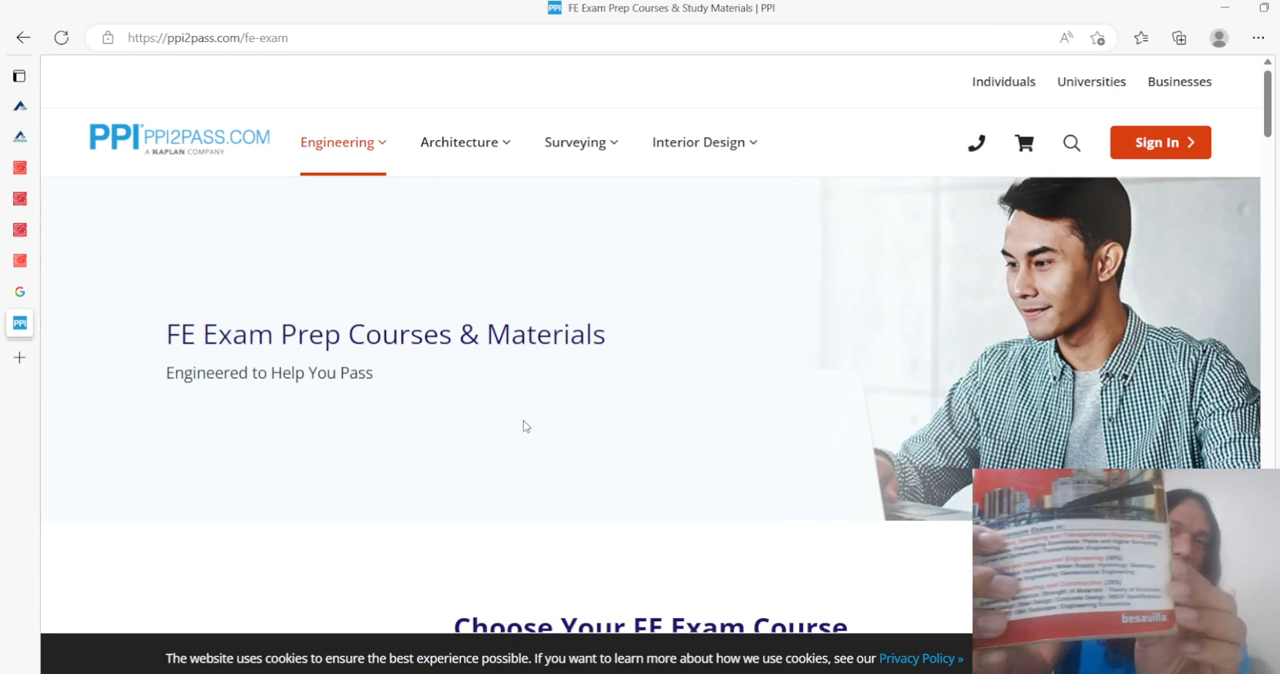 PPI FE Exam Prep Courses & Study Materials | PPI
https://ppi2pass.com/fe-exam
Individuals Universities Businesses
PPI PPI2PASS.COM
A KAPLAN COMPANY
Engineering Architecture Surveying Interior Design
Sign In
PPI
FE Exam Prep Courses & Materials
Engineered to Help You Pass
Choose Your FE Exam Course
The website uses cookies to ensure the best experience possible. If you want to learn more about how we use cookies, see our Privacy Policy »
besavilla